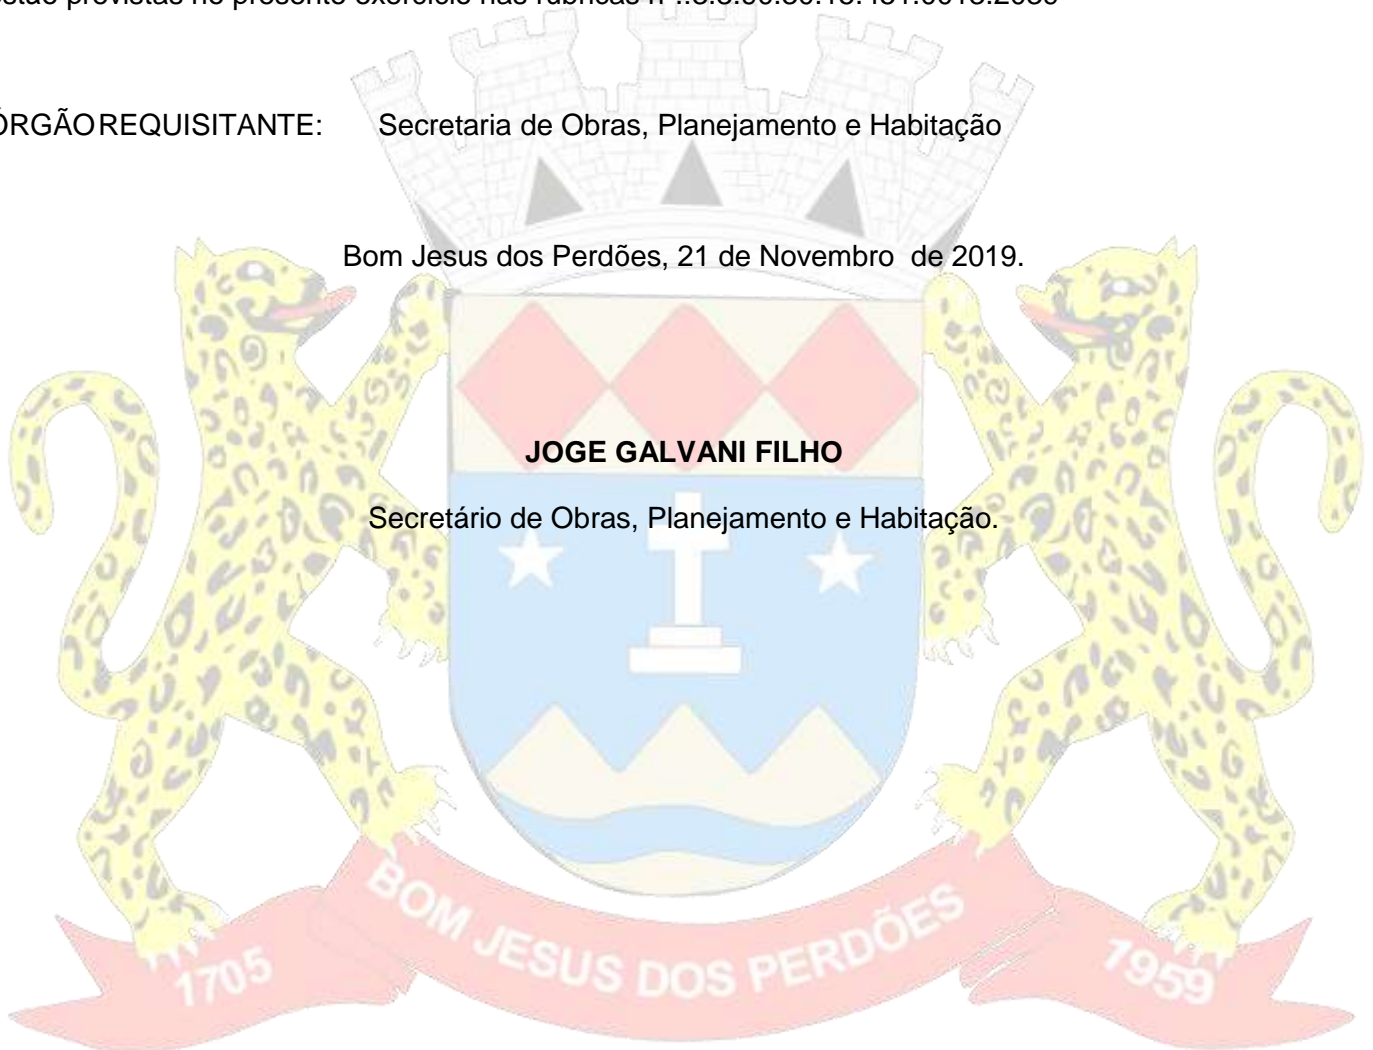 ÓRGÃO REQUISITANTE: Secretaria de Obras, Planejamento e Habitação
Bom Jesus dos Perdões, 21 de Novembro de 2019.
JOGE GALVANI FILHO
Secretário de Obras, Planejamento e Habitação.
1705
BOM JESUS DOS PERDÕES
1959